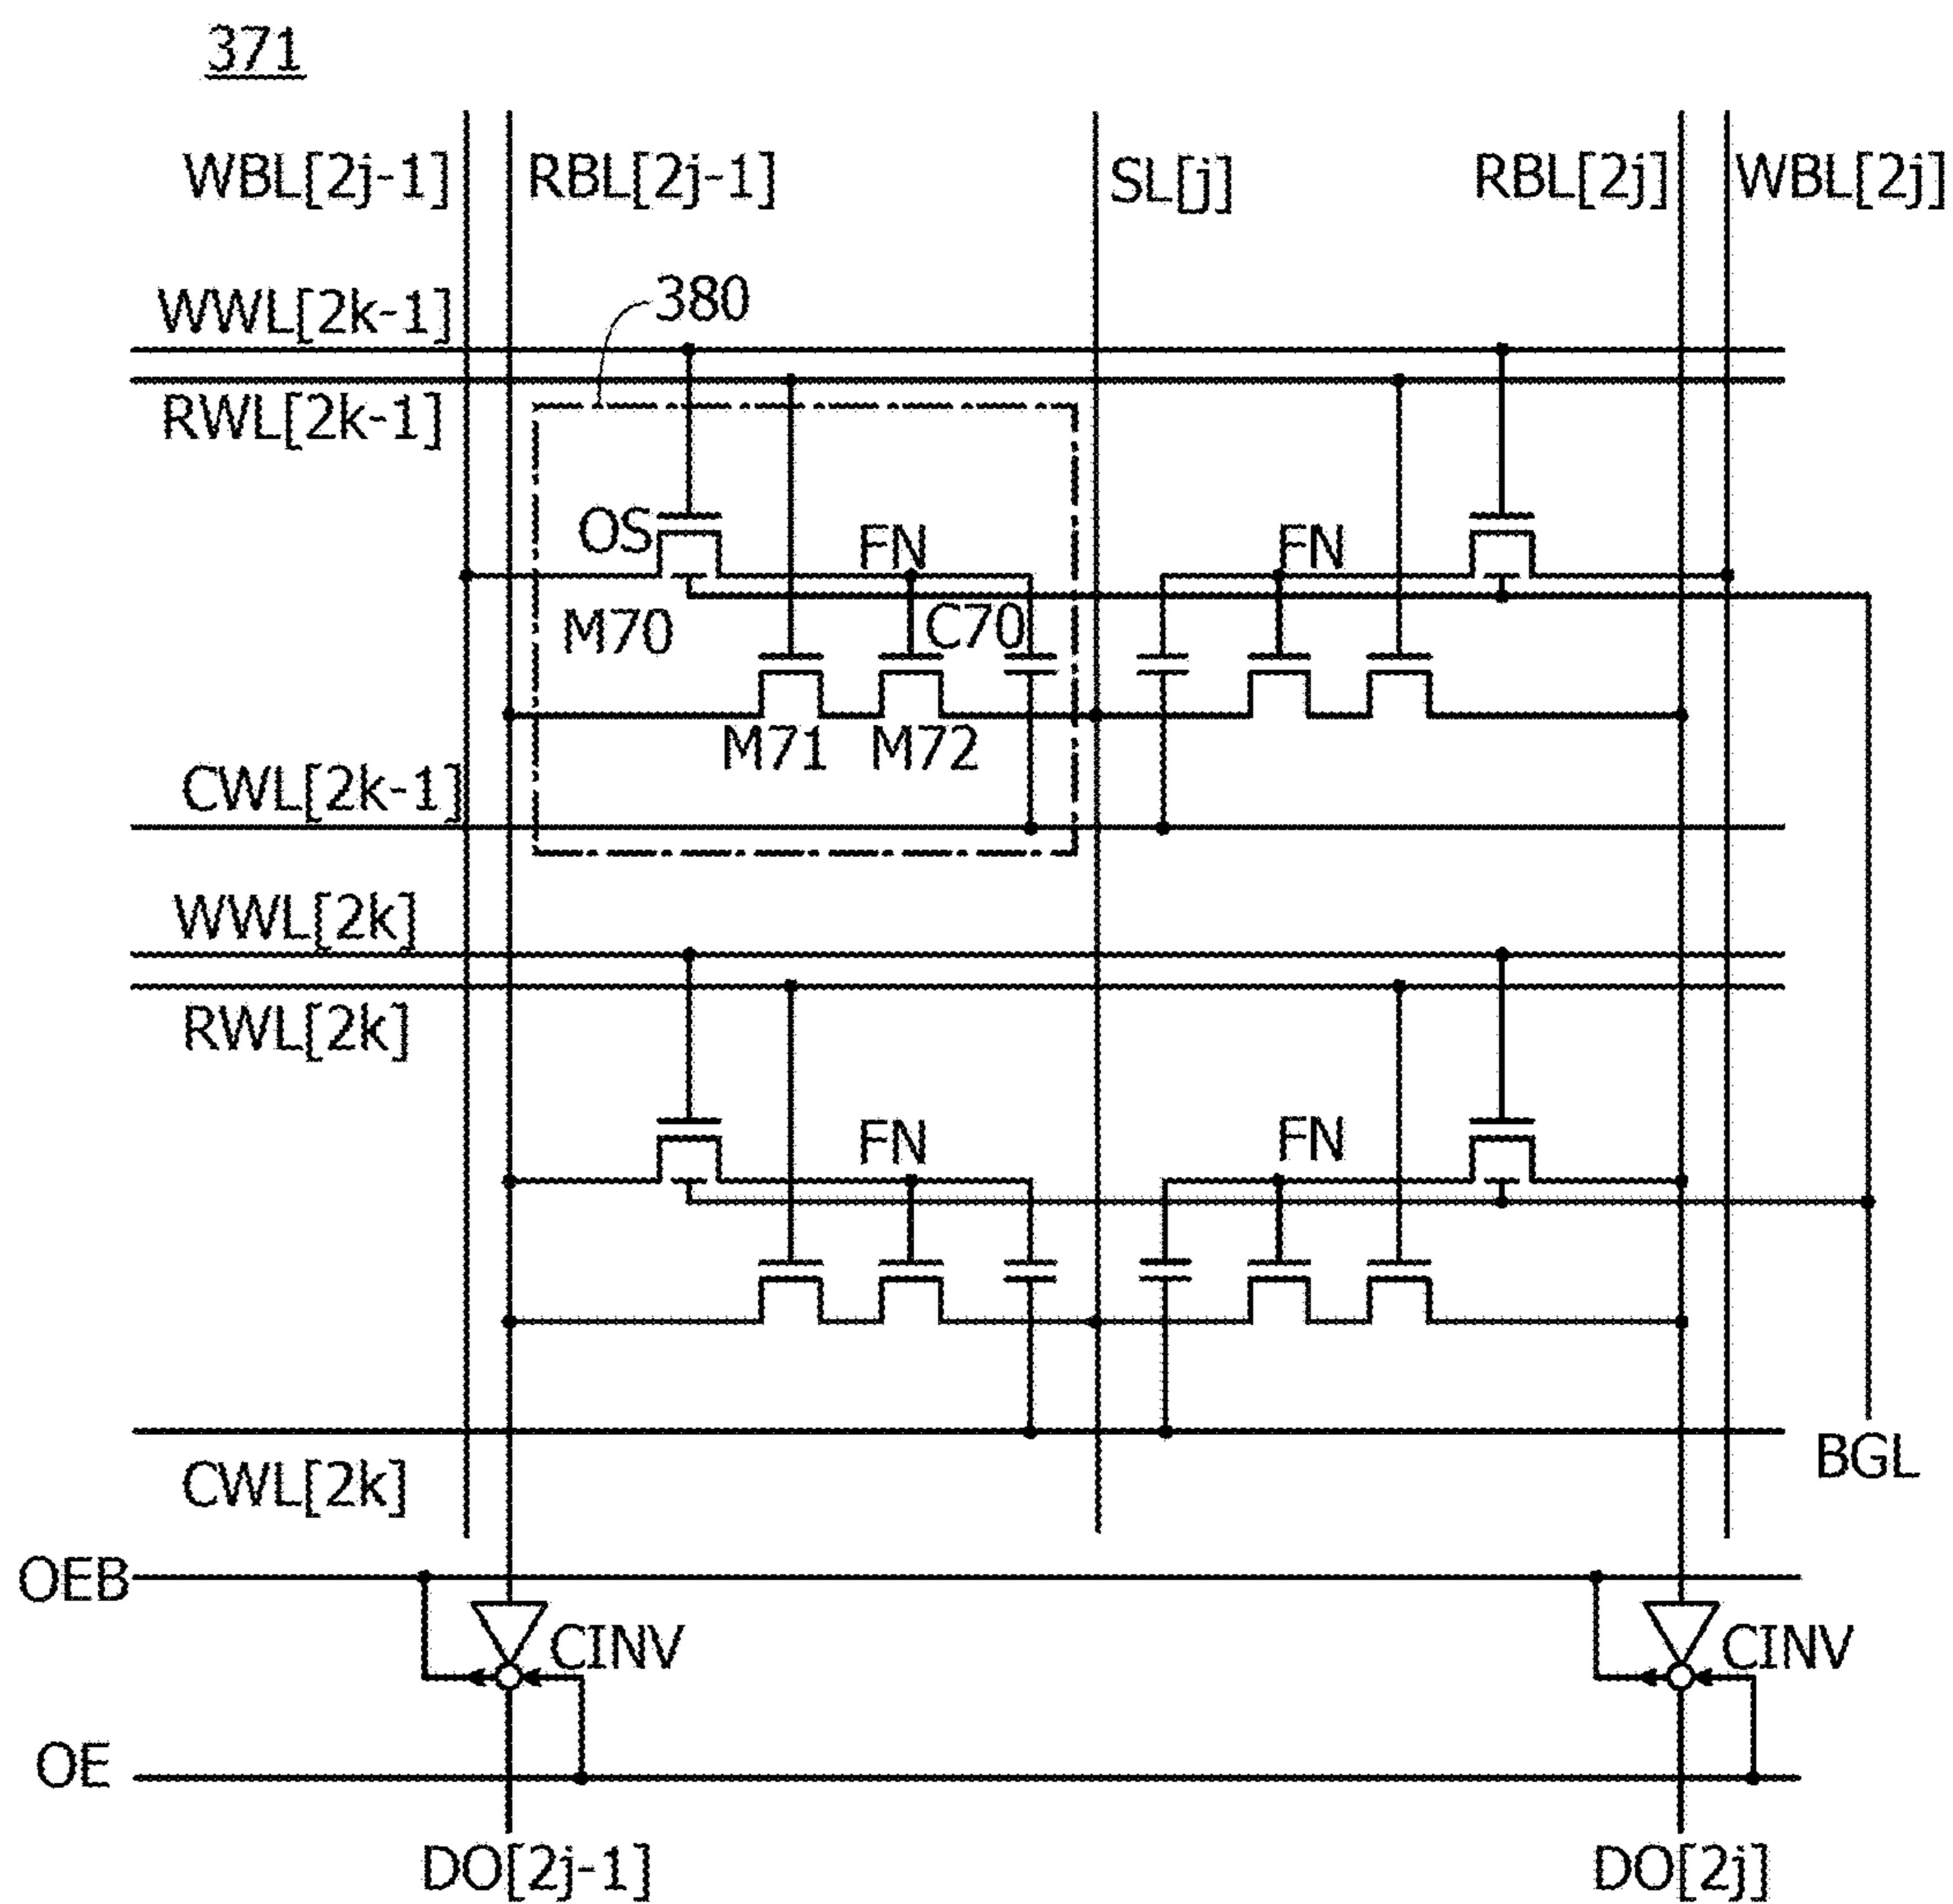 371
WBL[2j-1] RBL[2j-1] SL[j] RBL[2j] WBL[2j]
WWL[2k-1] 380
RWL[2k-1]
OS FN FN
M70 C70
M71 M72
CWL[2k-1]
WWL[2k]
RWL[2k]
FN FN
BGL
CWL[2k]
OEB
CINV CINV
OE
DO[2j-1] DO[2j]